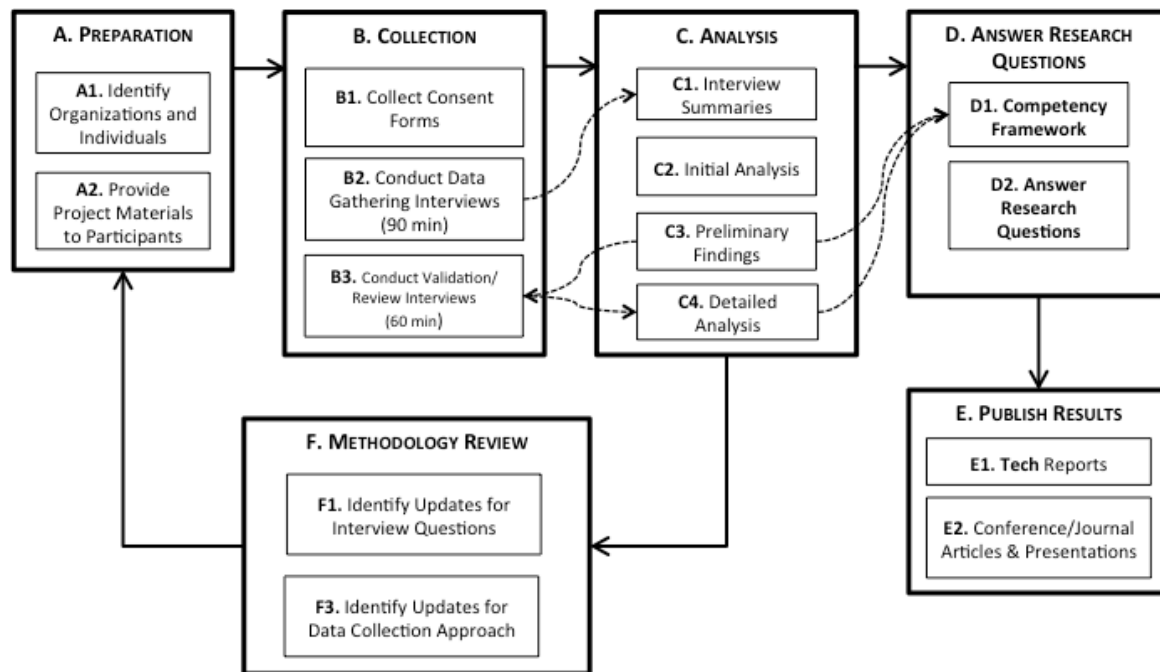 A. PREPARATION
A1. Identify
Organizations and
Individuals
A2. Provide
Project Materials
to Participants
B. COLLECTION
B1. Collect Consent
Forms
B2. Conduct Data
Gathering Interviews
(90 min)
B3. Conduct Validation/
Review Interviews
(60 min)
C. ANALYSIS
C1. Interview
Summaries
C2. Initial Analysis
C3. Preliminary
Findings
C4. Detailed
Analysis
D. ANSWER RESEARCH
QUESTIONS
D1. Competency
Framework
D2. Answer
Research
Questions
E. PUBLISH RESULTS
E1. Tech Reports
E2. Conference/Journal
Articles & Presentations
F. METHODOLOGY REVIEW
F1. Identify Updates for
Interview Questions
F3. Identify Updates for
Data Collection Approach